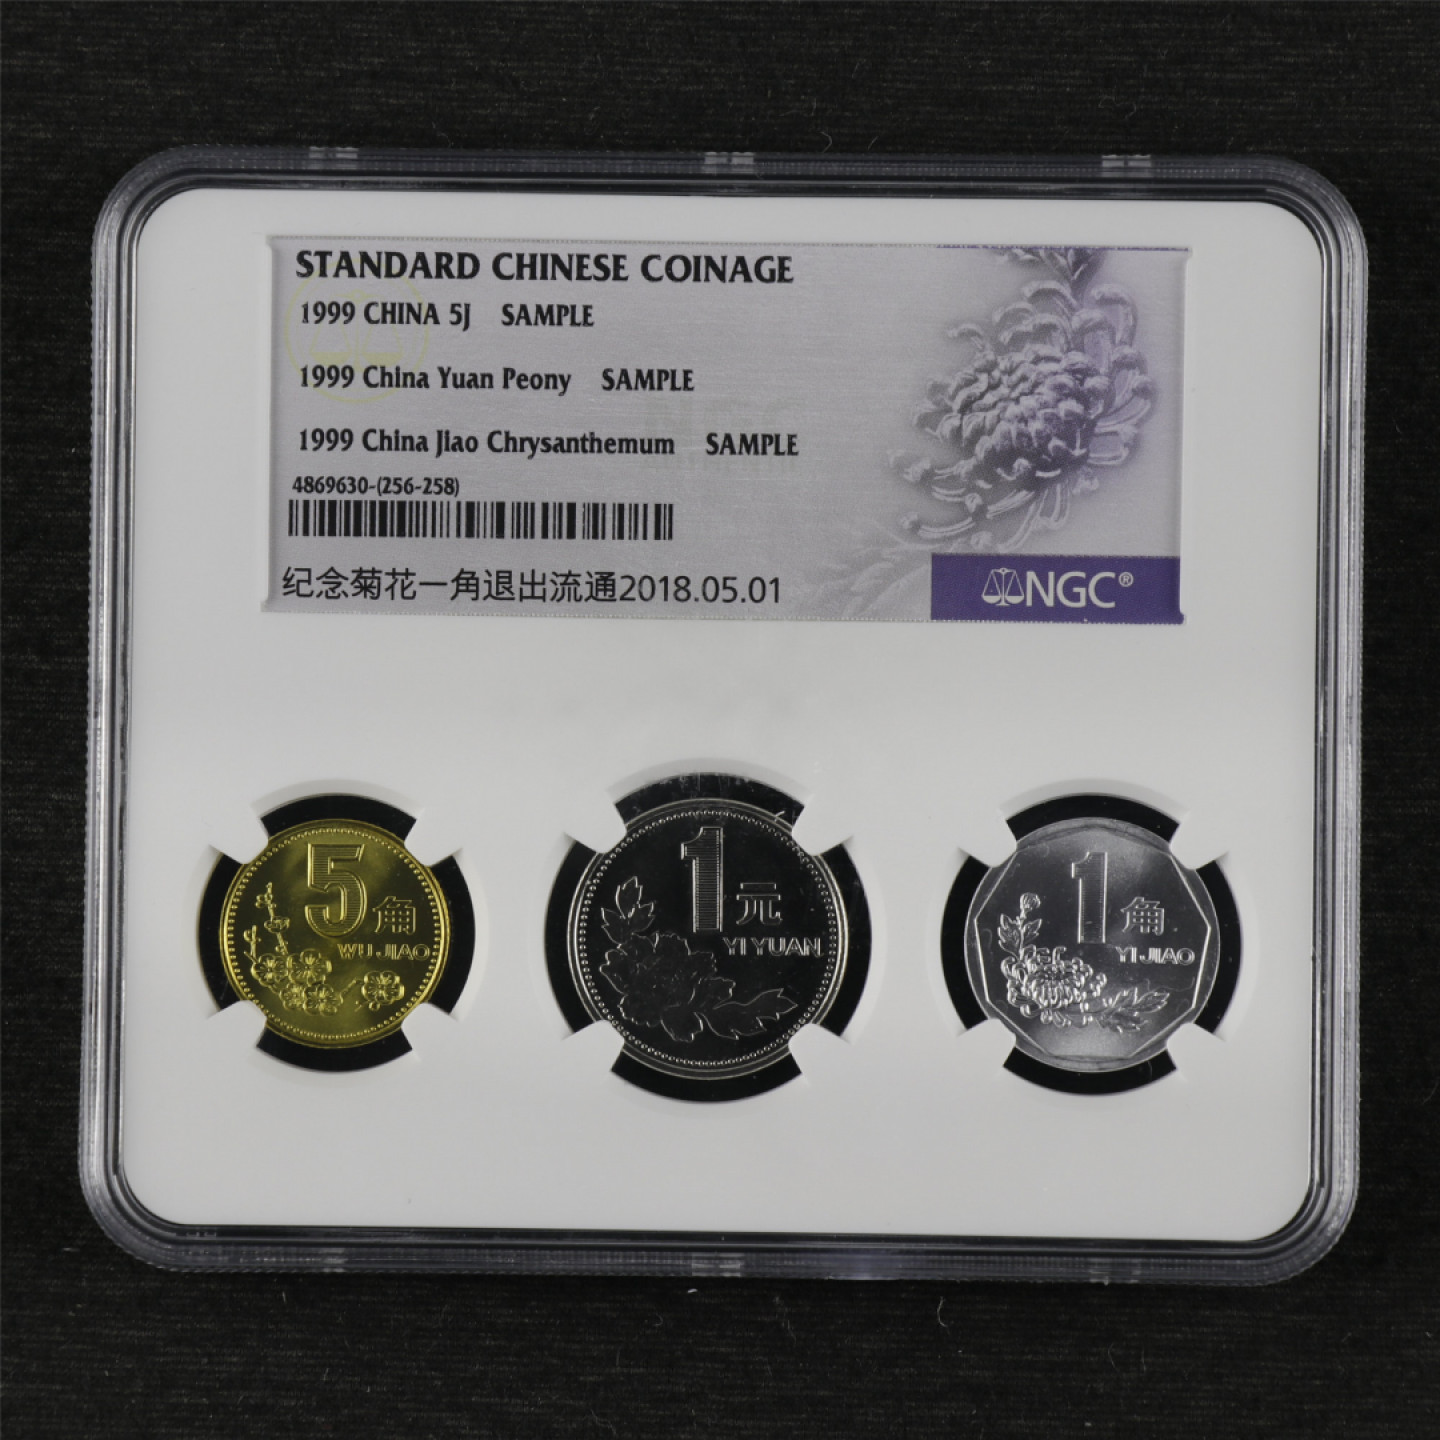 STANDARD CHINESE COINAGE
1999 CHINA 5J SAMPLE
1999 China Yuan Peony SAMPLE
1999 China Jiao Chrysanthemum SAMPLE
4869630-(256-258)
纪念菊花一角退出流通2018.05.01
NGC®
5角
WU JIAO
1元
YI YUAN
1角
YI JIAO